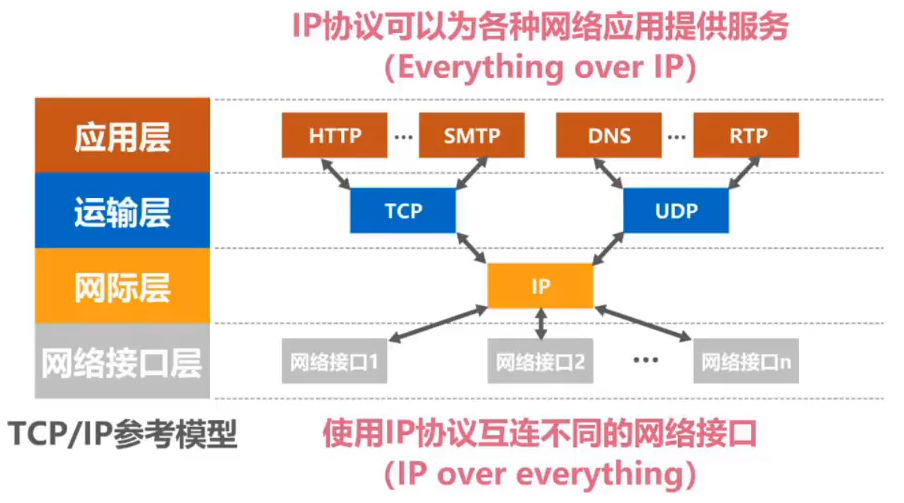 IP协议可以为各种网络应用提供服务
（Everything over IP）
应用层 HTTP ··· SMTP DNS ··· RTP
运输层 TCP UDP
网际层 IP
网络接口层 网络接口1 网络接口2 ··· 网络接口n
TCP/IP参考模型
使用IP协议互连不同的网络接口
（IP over everything）